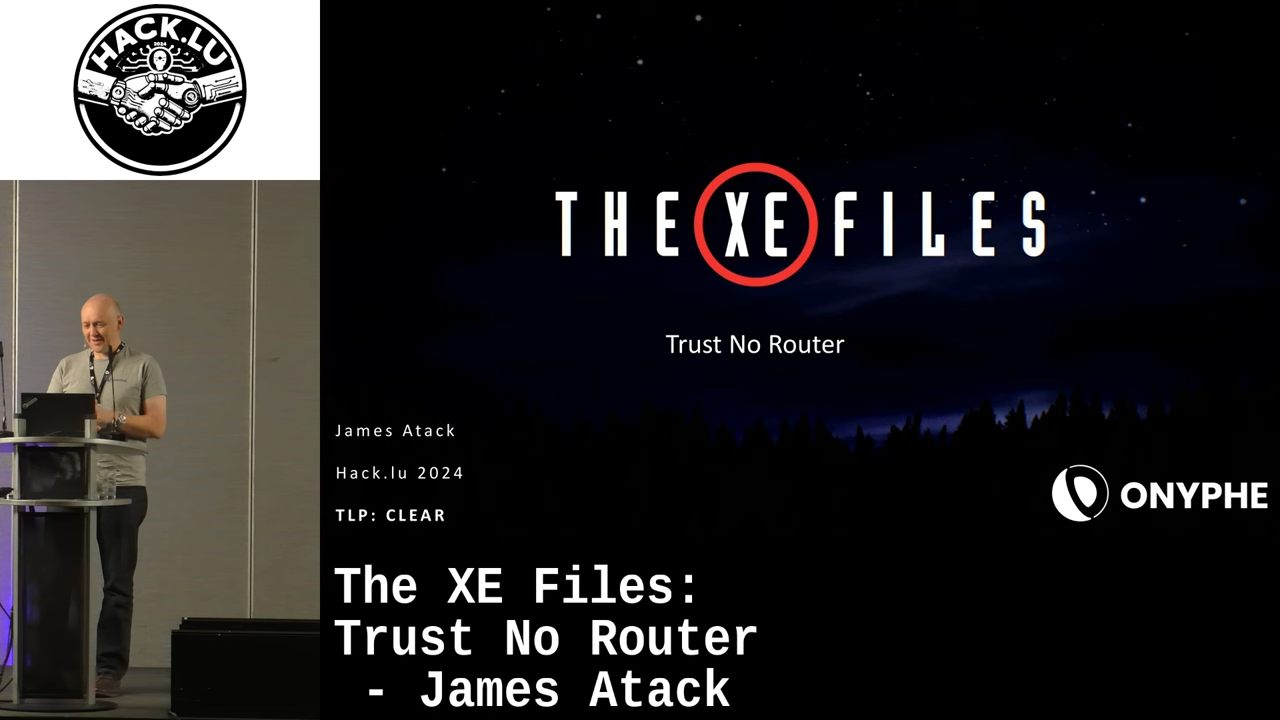 HACK.LU
2024
THE XE FILES
Trust No Router
James Atack
Hack.lu 2024
TLP: CLEAR
ONYPHE
The XE Files:
Trust No Router
- James Atack